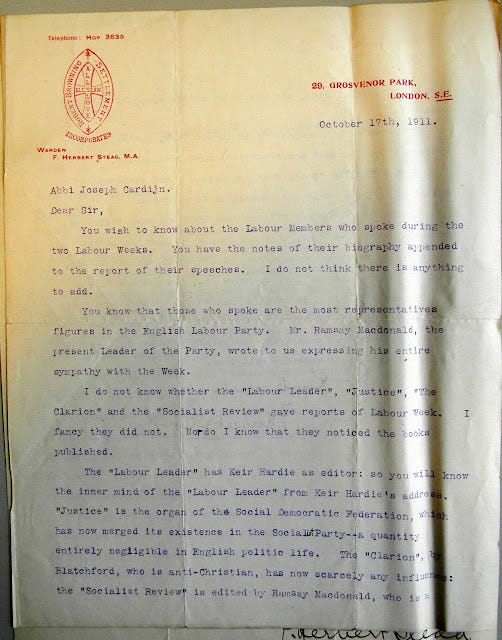 Telephone: HOP 3635
ROBERT BROWNING SETTLEMENT
INCORPORATED
WARDEN
F. HERBERT STEAD, M.A.
29, GROSVENOR PARK,
LONDON, S.E.
October 17th, 1911.
Abbi Joseph Cardijn.
Dear Sir,
You wish to know about the Labour Members who spoke during the
two Labour Weeks. You have the notes of their biography appended
to the report of their speeches. I do not think there is anything
to add.
You know that those who spoke are the most representatives
figures in the English Labour Party. Mr. Ramsay Macdonald, the
present Leader of the Party, wrote to us expressing his entire
sympathy with the Week.
I do not know whether the "Labour Leader", "Justice", "The
Clarion" and the "Socialist Review" gave reports of Labour Week. I
fancy they did not. Nor do I know that they noticed the books
published.
The "Labour Leader" has Keir Hardie as editor: so you will know
the inner mind of the "Labour Leader" from Keir Hardie's address.
"Justice" is the organ of the Social Democratic Federation, which
has now merged its existence in the Socialist Party--a quantity
entirely negligible in English politic life. The "Clarion", by
Blatchford, who is anti-Christian, has now scarcely any influence:
the "Socialist Review" is edited by Ramsay Macdonald, who is a
F. Herbert Stead